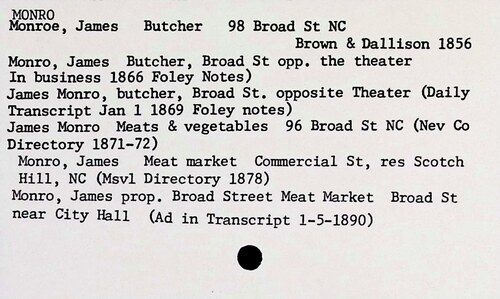 MONRO
Monroe, James Butcher 98 Broad St NC
Brown & Dallison 1856
Monro, James Butcher, Broad St opp. the theater
In business 1866 Foley Notes)
James Monro, butcher, Broad St. opposite Theater (Daily
Transcript Jan 1 1869 Foley notes)
James Monro Meats & vegetables 96 Broad St NC (Nev Co
Directory 1871-72)
Monro, James Meat market Commercial St, res Scotch
Hill, NC (Msvl Directory 1878)
Monro, James prop. Broad Street Meat Market Broad St
near City Hall (Ad in Transcript 1-5-1890)